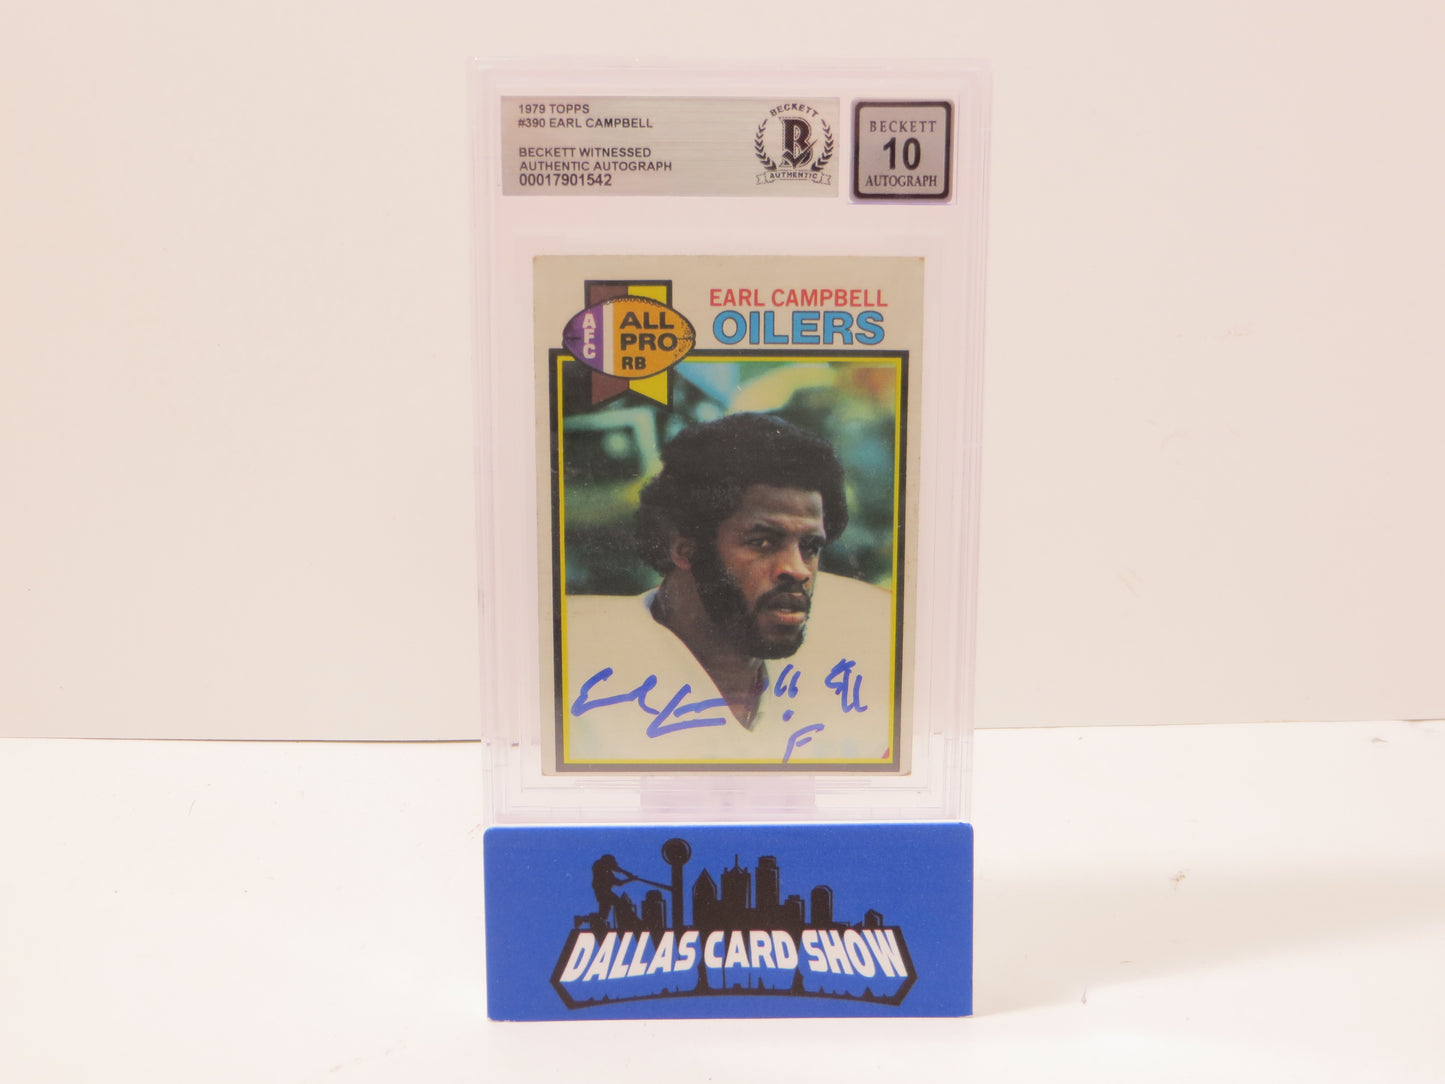 1979 TOPPS
#390 EARL CAMPBELL
BECKETT WITNESSED
AUTHENTIC AUTOGRAPH
00017901542
BECKETT
B
AUTHENTIC
BECKETT
10
AUTOGRAPH
EARL CAMPBELL
OILERS
AFC
ALL
PRO
RB
Earl
DALLAS CARD SHOW